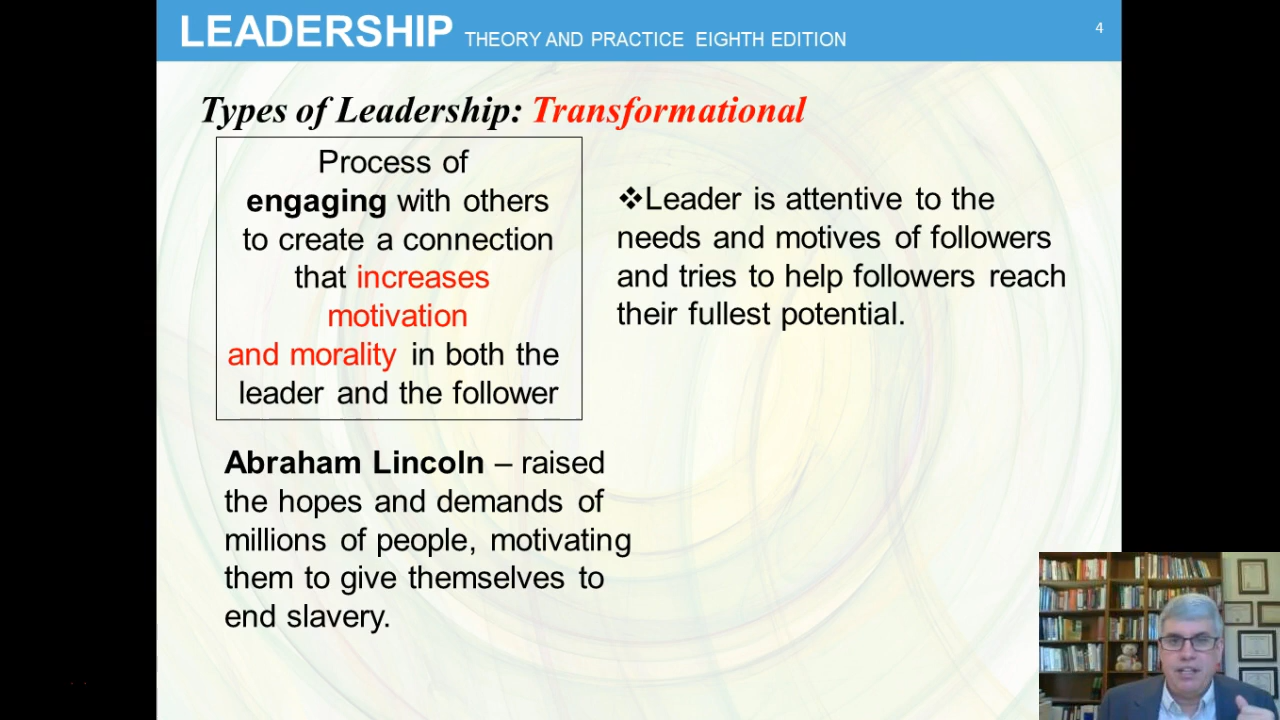 LEADERSHIP THEORY AND PRACTICE EIGHTH EDITION
4
Types of Leadership: Transformational
Process of
engaging with others
to create a connection
that increases
motivation
and morality in both the
leader and the follower
❖Leader is attentive to the
needs and motives of followers
and tries to help followers reach
their fullest potential.
Abraham Lincoln – raised
the hopes and demands of
millions of people, motivating
them to give themselves to
end slavery.